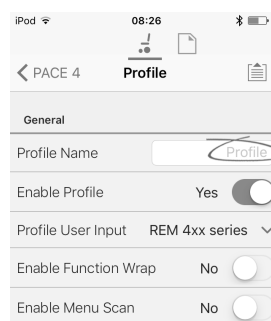 iPod 08:26
PACE 4 Profile
General
Profile Name Profile
Enable Profile Yes
Profile User Input REM 4xx series
Enable Function Wrap No
Enable Menu Scan No